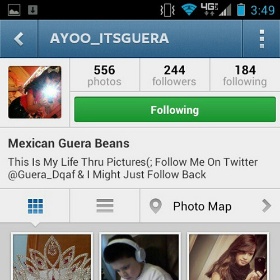 4G 3:49
AYOO_ITSGUERA
556 244 184
photos followers following
Following
Mexican Guera Beans
This Is My Life Thru Pictures(; Follow Me On Twitter
@Guera_Dqaf & I Might Just Follow Back
Photo Map